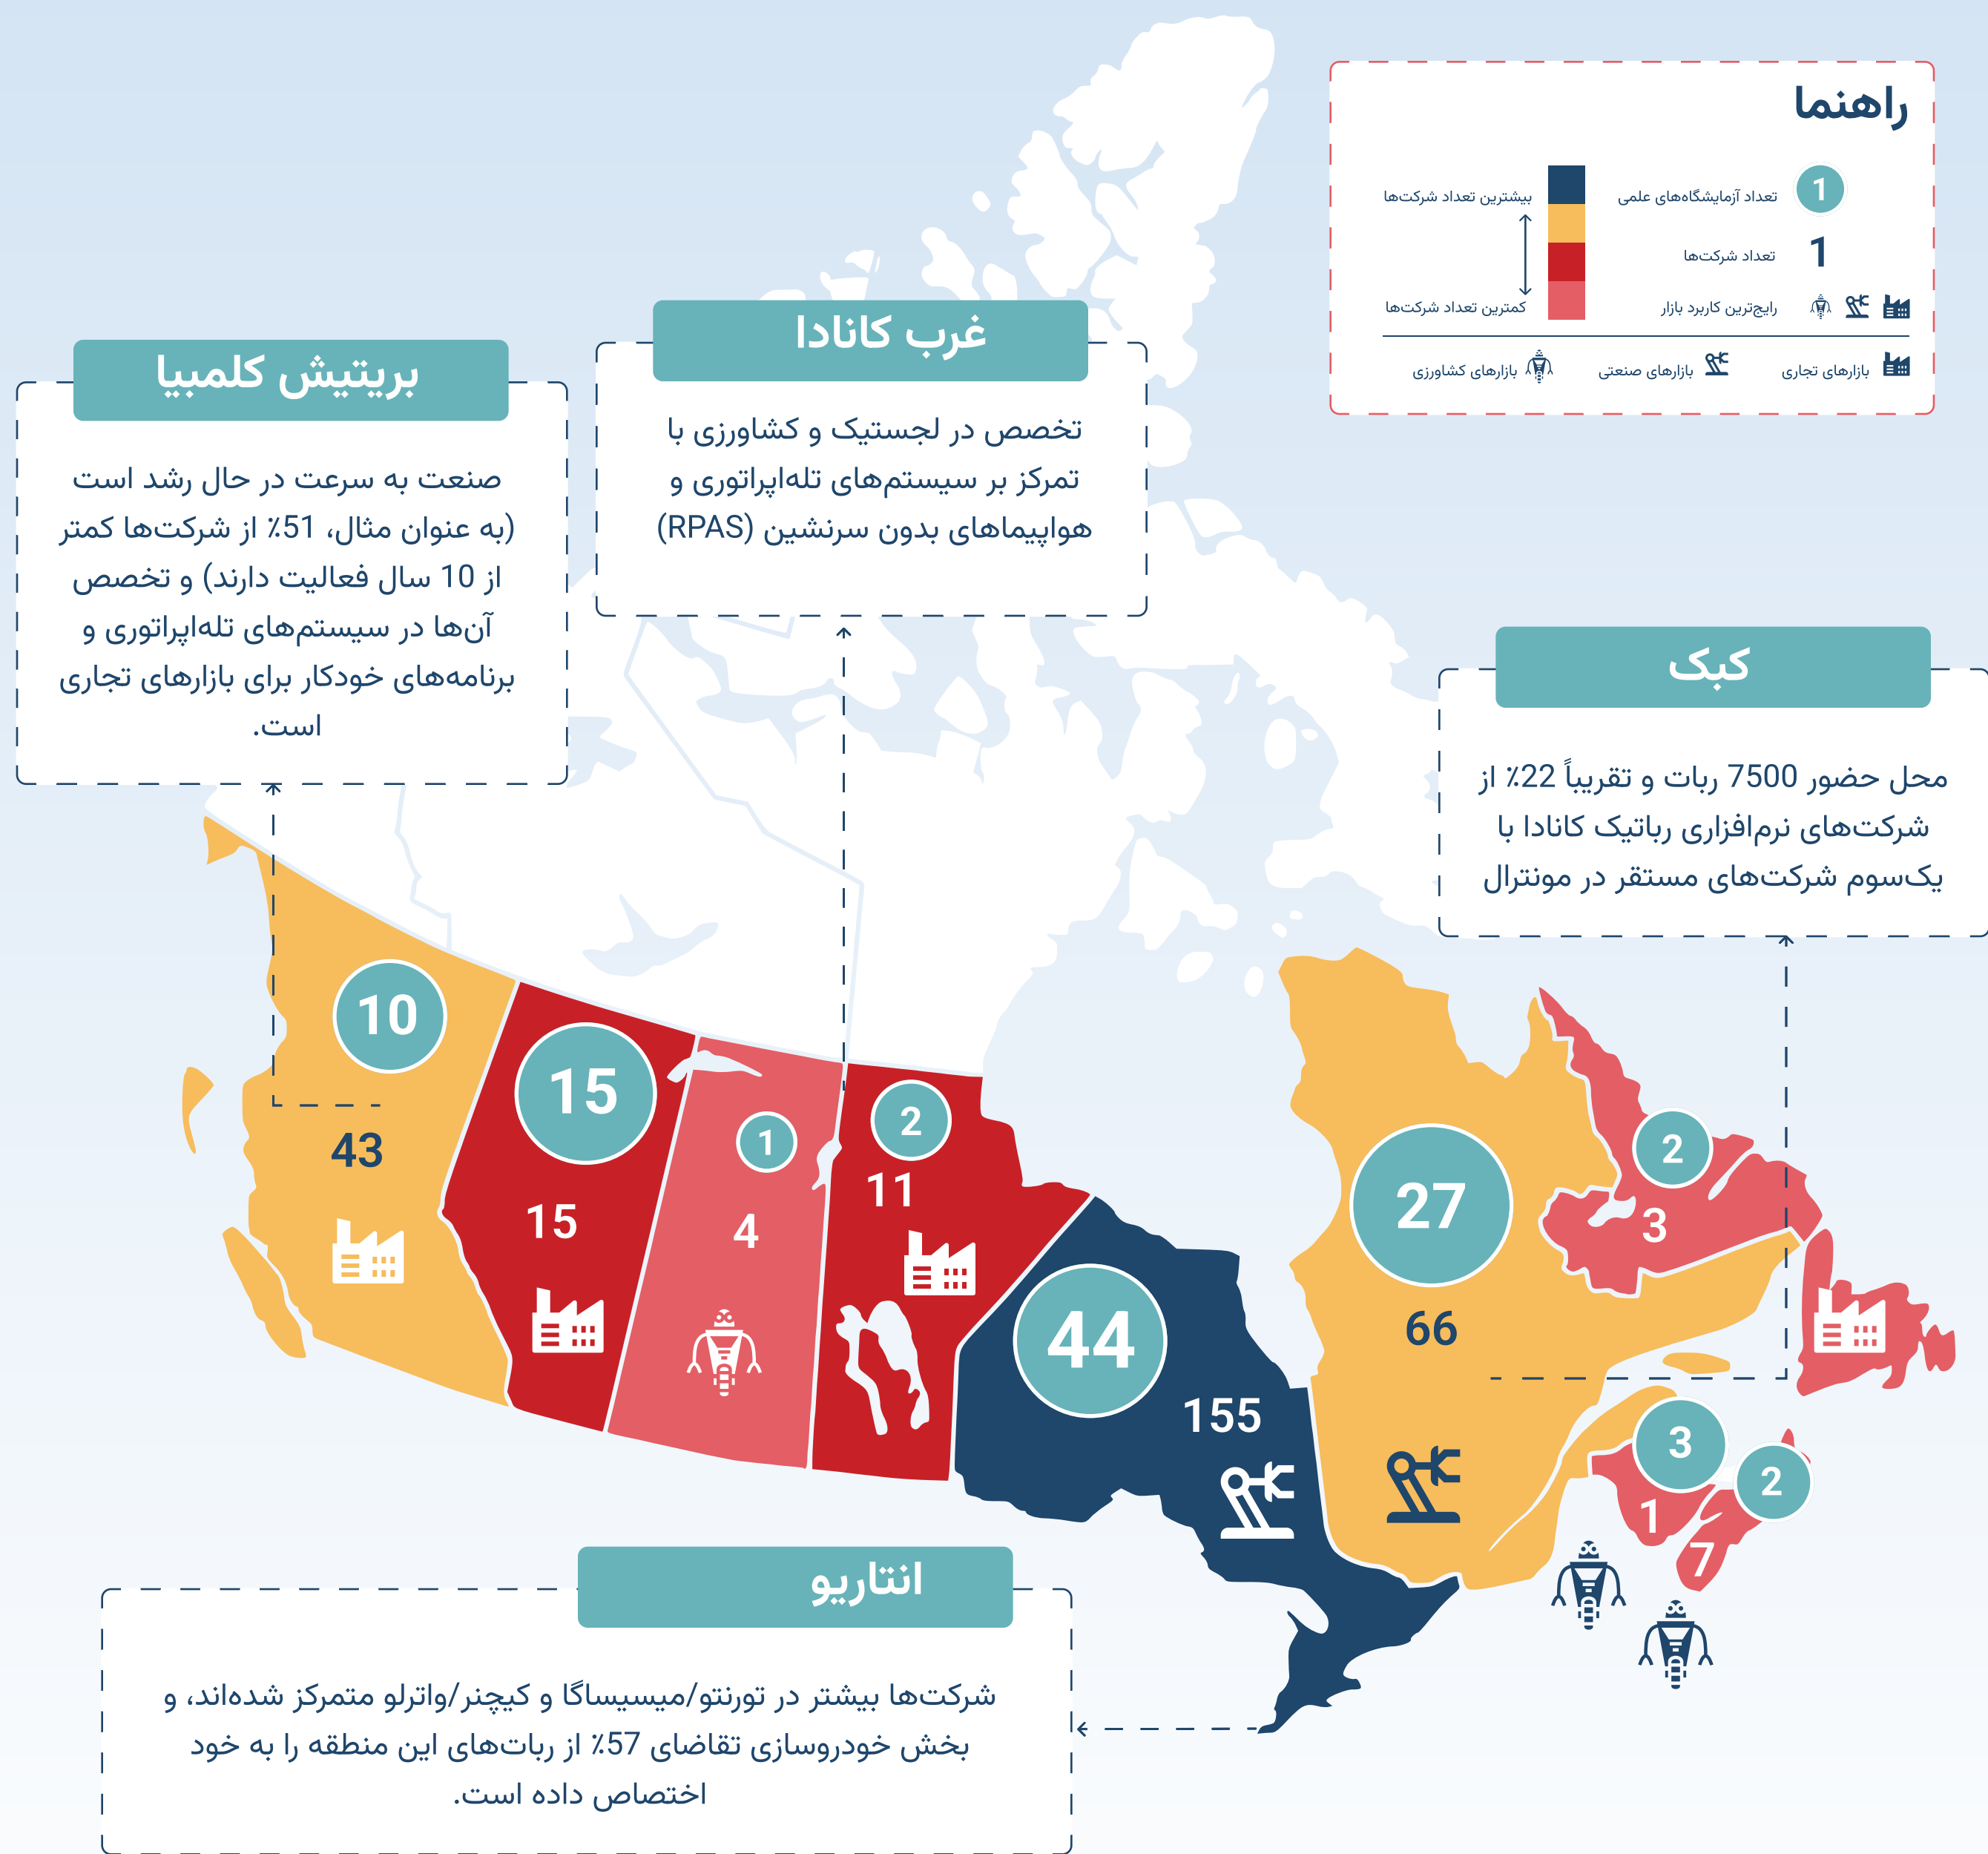 راهنما
1
تعداد آزمایشگاه‌های علمی
بیشترین تعداد شرکت‌ها
1
تعداد شرکت‌ها
رایج‌ترین کاربرد بازار
کمترین تعداد شرکت‌ها
بازارهای تجاری
بازارهای صنعتی
بازارهای کشاورزی
غرب کانادا
تخصص در لجستیک و کشاورزی با
تمرکز بر سیستم‌های تله‌اپراتوری و
هواپیماهای بدون سرنشین (RPAS)
بریتیش کلمبیا
صنعت به سرعت در حال رشد است
(به عنوان مثال، 51٪ از شرکت‌ها کمتر
از 10 سال فعالیت دارند) و تخصص
آن‌ها در سیستم‌های تله‌اپراتوری و
برنامه‌های خودکار برای بازارهای تجاری
است.
کبک
محل حضور 7500 ربات و تقریباً 22٪ از
شرکت‌های نرم‌افزاری رباتیک کانادا با
یک‌سوم شرکت‌های مستقر در مونترال
10
43
15
15
1
4
2
11
44
155
27
66
2
3
3
1
2
7
انتاریو
شرکت‌ها بیشتر در تورنتو/میسیساگا و کیچنر/واترلو متمرکز شده‌اند، و
بخش خودروسازی تقاضای 57٪ از ربات‌های این منطقه را به خود
اختصاص داده است.